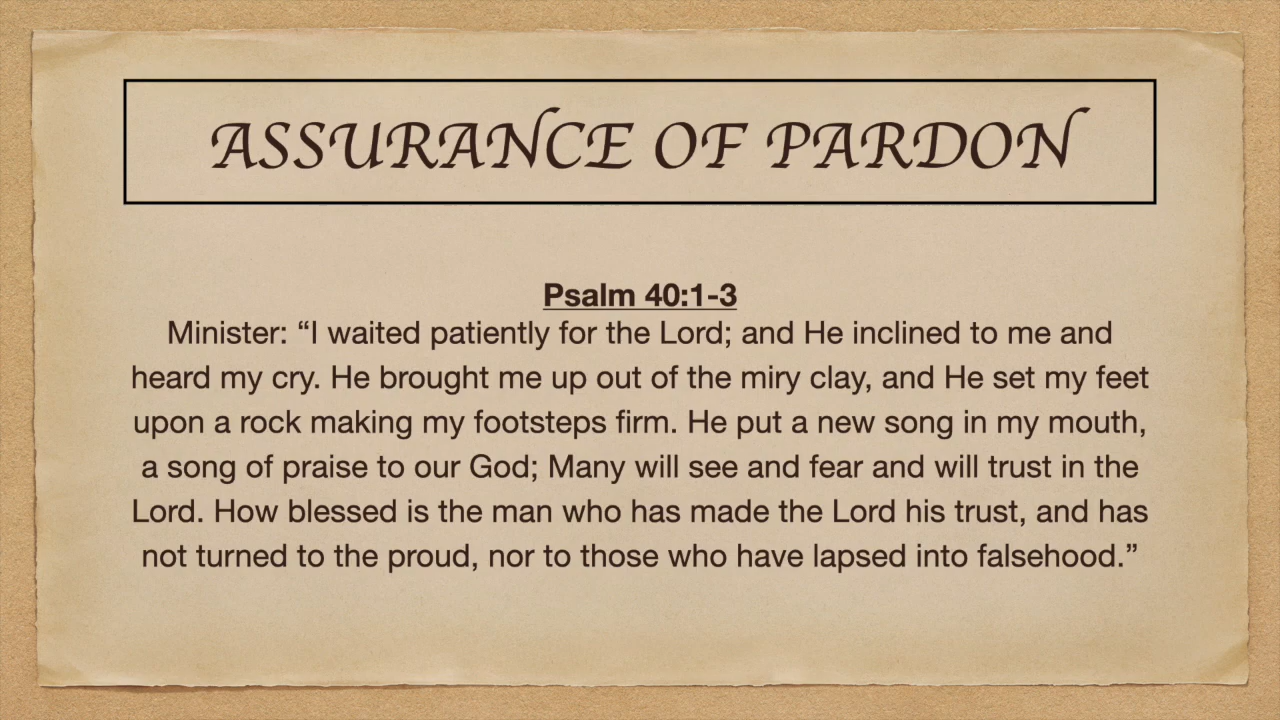 ASSURANCE OF PARDON
Psalm 40:1-3
Minister: “I waited patiently for the Lord; and He inclined to me and
heard my cry. He brought me up out of the miry clay, and He set my feet
upon a rock making my footsteps firm. He put a new song in my mouth,
a song of praise to our God; Many will see and fear and will trust in the
Lord. How blessed is the man who has made the Lord his trust, and has
not turned to the proud, nor to those who have lapsed into falsehood.”